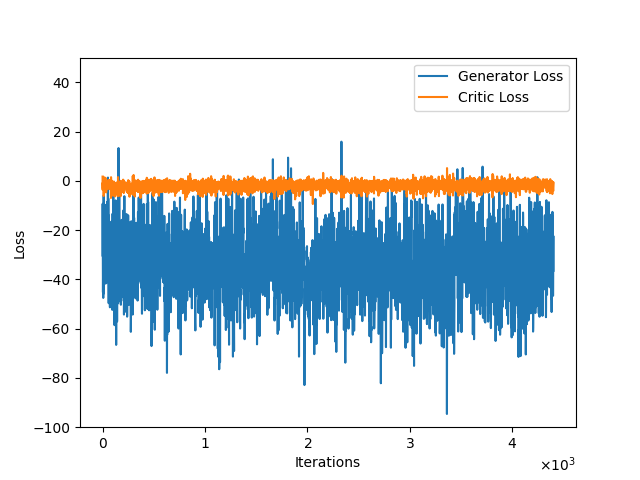 Generator Loss
Critic Loss
Loss
40
20
0
−20
−40
−60
−80
−100
0 1 2 3 4
Iterations
×10³